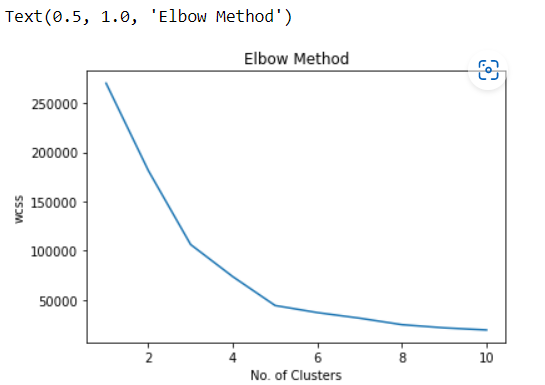 Text(0.5, 1.0, 'Elbow Method')
Elbow Method
250000
200000
150000
100000
50000
wcss
2 4 6 8 10
No. of Clusters